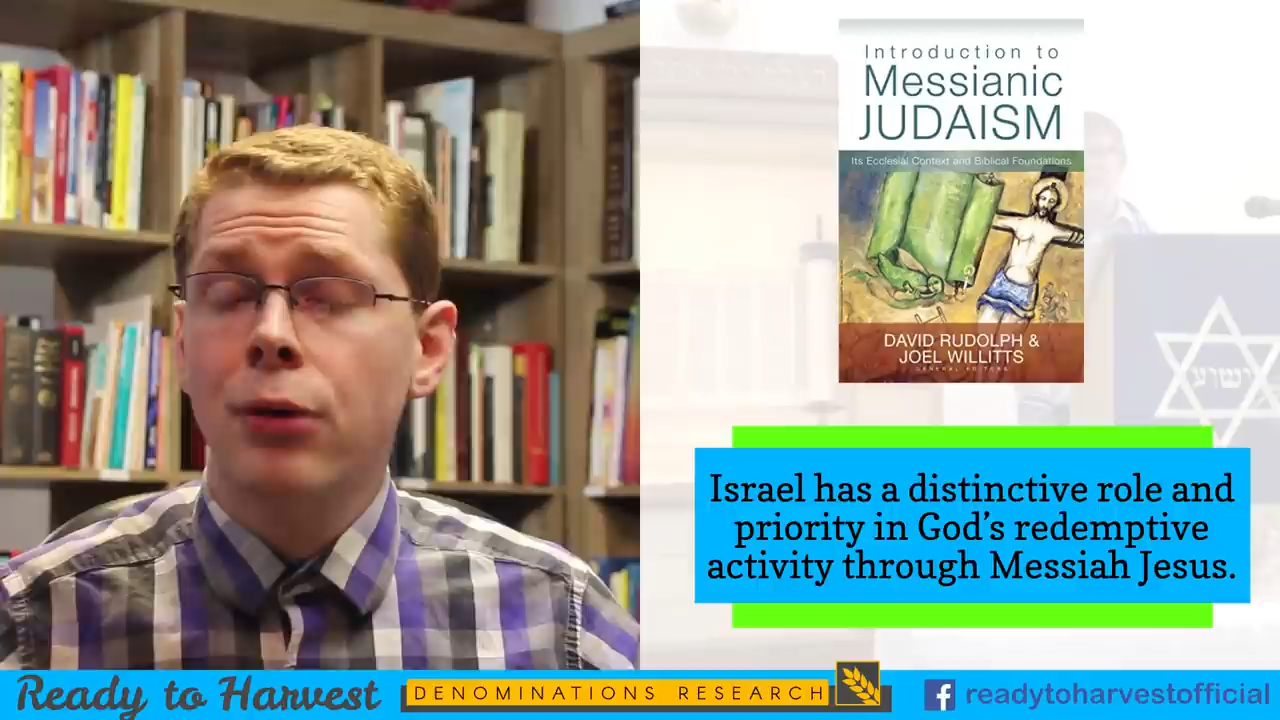 Introduction to
Messianic
JUDAISM
Its Ecclesial Context and Biblical Foundations
DAVID RUDOLPH &
JOEL WILLITTS
GENERAL EDITORS
ישוע
Israel has a distinctive role and
priority in God's redemptive
activity through Messiah Jesus.
Ready to Harvest
DENOMINATIONS RESEARCH
readytoharvestofficial